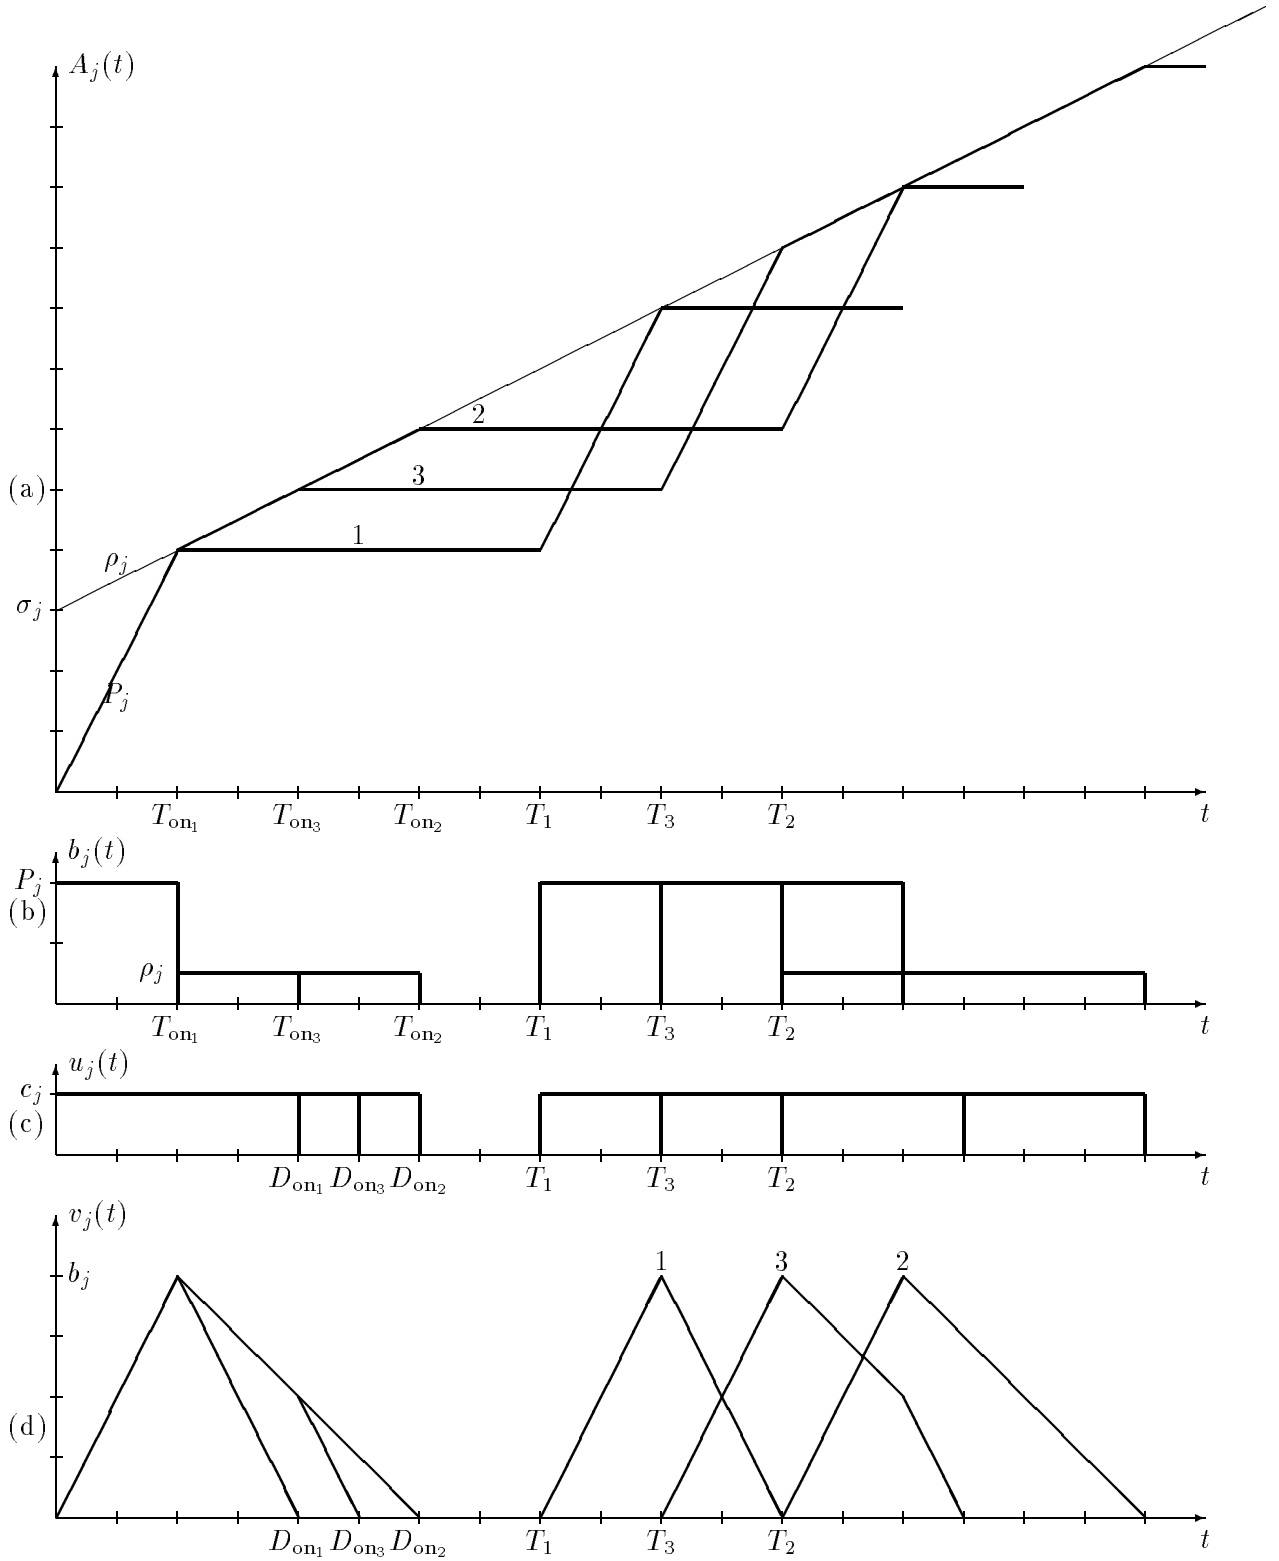 A_j(t)
2
(a)
3
1
ρ_j
σ_j
P_j
T_on₁ T_on₃ T_on₂ T_1 T_3 T_2 t
b_j(t)
P_j
(b)
ρ_j
T_on₁ T_on₃ T_on₂ T_1 T_3 T_2 t
u_j(t)
c_j
(c)
D_on₁ D_on₃ D_on₂ T_1 T_3 T_2 t
v_j(t)
1 3 2
b_j
(d)
D_on₁ D_on₃ D_on₂ T_1 T_3 T_2 t